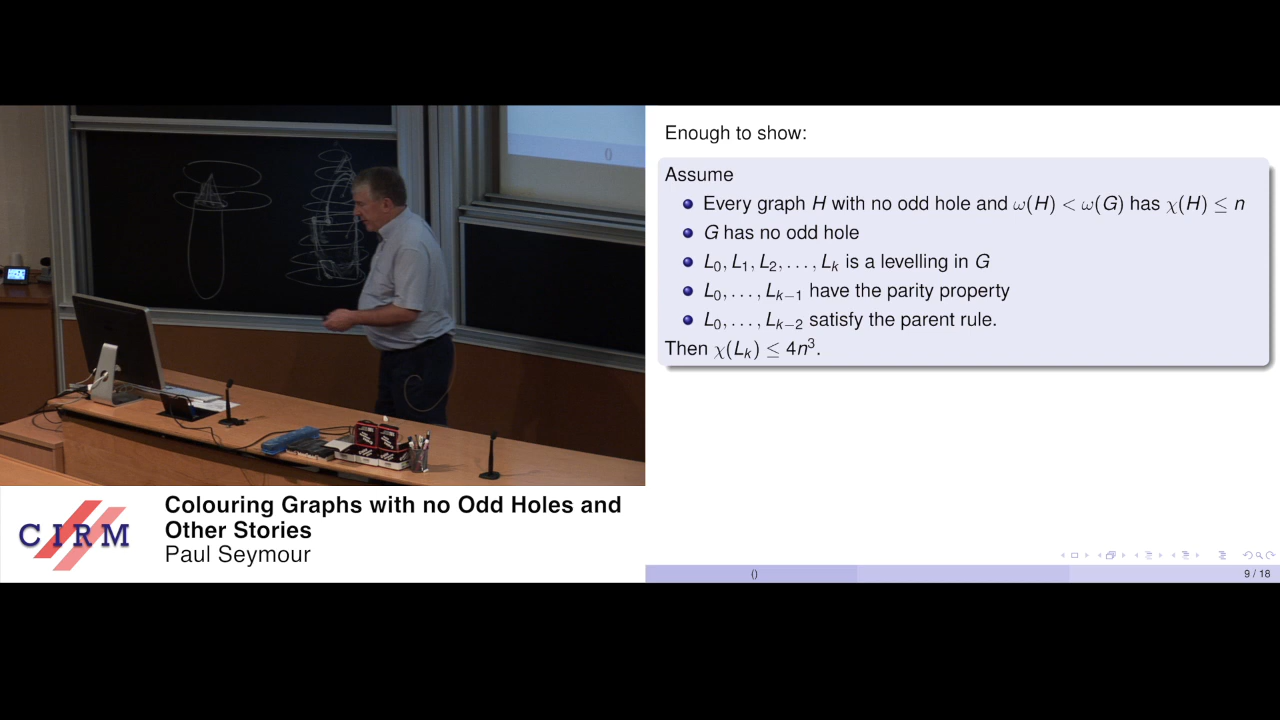 Enough to show:
Assume
Every graph H with no odd hole and ω(H) < ω(G) has χ(H) ≤ n
G has no odd hole
L₀, L₁, L₂, . . . , Lₖ is a levelling in G
L₀, . . . , Lₖ₋₁ have the parity property
L₀, . . . , Lₖ₋₂ satisfy the parent rule.
Then χ(Lₖ) ≤ 4n³.
()
Colouring Graphs with no Odd Holes and
Other Stories
Paul Seymour
CIRM
()
9 / 18